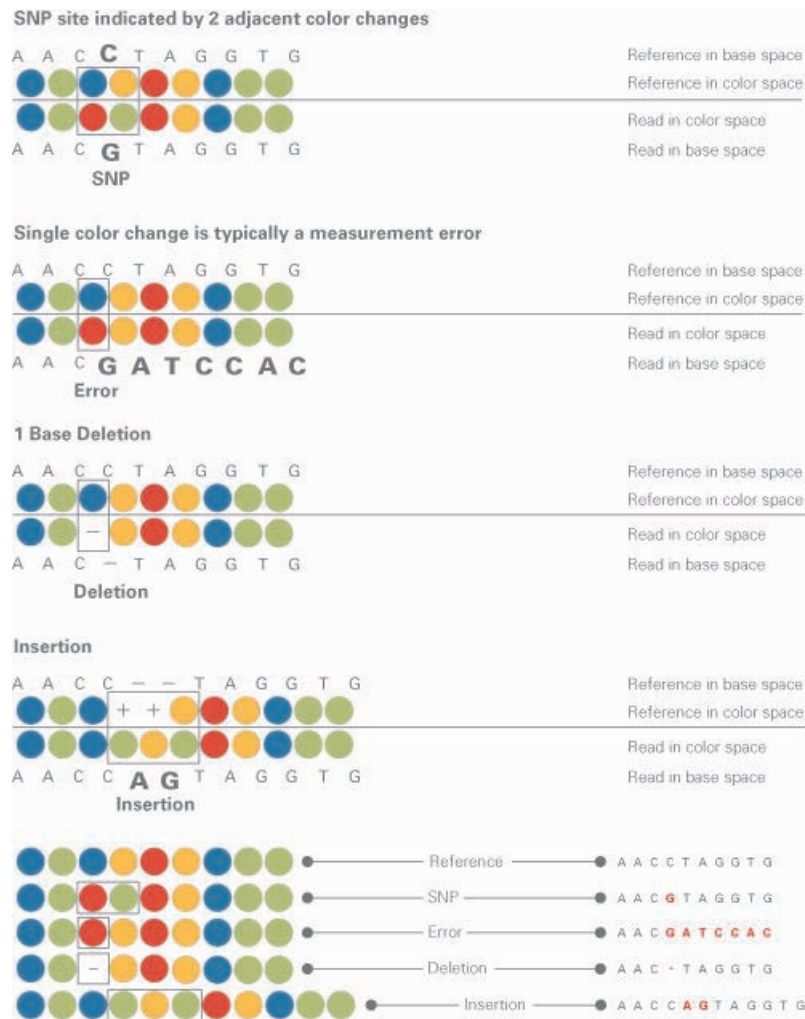 SNP site indicated by 2 adjacent color changes
A A C C T A G G T G Reference in base space
Reference in color space
Read in color space
A A C G T A G G T G Read in base space
SNP
Single color change is typically a measurement error
A A C C T A G G T G Reference in base space
Reference in color space
Read in color space
A A C G A T C C A C Read in base space
Error
1 Base Deletion
A A C C T A G G T G Reference in base space
Reference in color space
– Read in color space
A A C – T A G G T G Read in base space
Deletion
Insertion
A A C C – – T A G G T G Reference in base space
+ + Reference in color space
Read in color space
A A C C A G T A G G T G Read in base space
Insertion
Reference A A C C T A G G T G
SNP A A C G T A G G T G
Error A A C G A T C C A C
– Deletion A A C - T A G G T G
Insertion A A C C A G T A G G T G